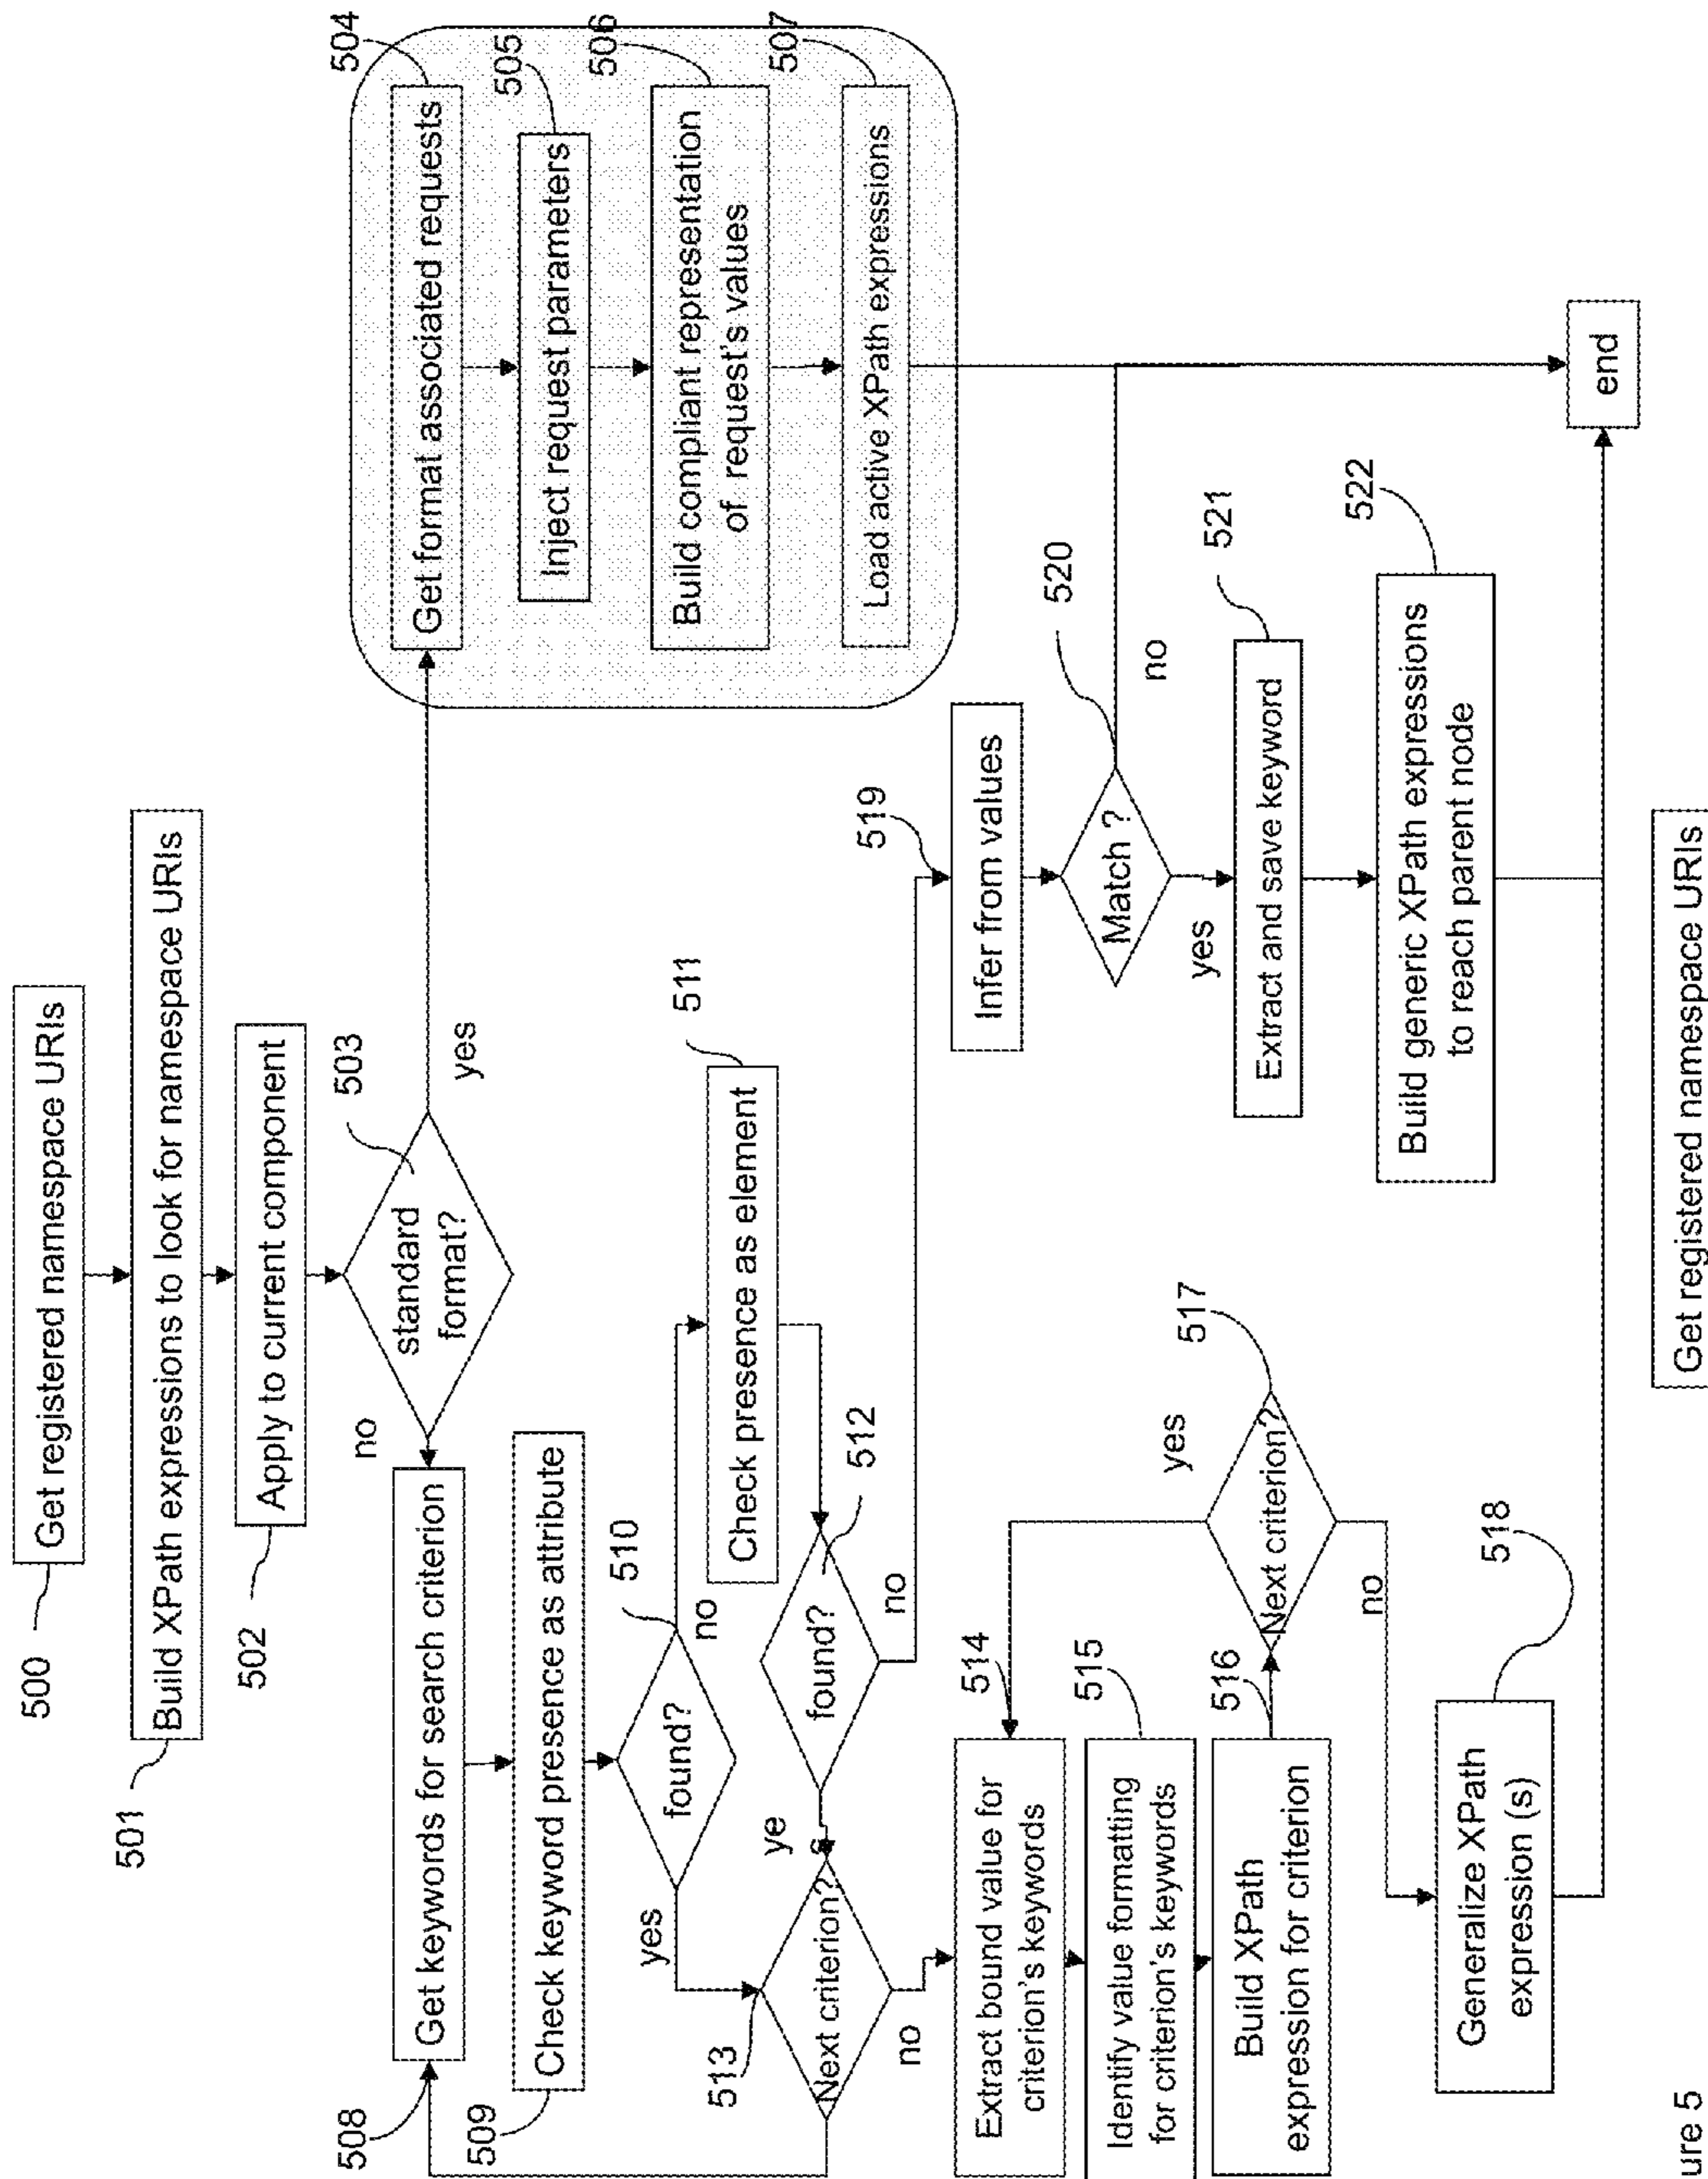 500
Get registered namespace URIs
501
Build XPath expressions to look for namespace URIs
502
Apply to current component
503
standard
format?
no
yes
504
Get format associated requests
505
Inject request parameters
506
Build compliant representation
of request's values
507
Load active XPath expressions
508
Get keywords for search criterion
509
Check keyword presence as attribute
510
found?
yes
no
511
Check presence as element
512
found?
ye
s
no
513
Next criterion?
no
514
Extract bound value for
criterion's keywords
515
Identify value formatting
for criterion's keywords
516
Build XPath
expression for criterion
517
Next criterion?
yes
no
518
Generalize XPath
expression (s)
519
Infer from values
520
Match ?
no
yes
521
Extract and save keyword
522
Build generic XPath expressions
to reach parent node
end
Get registered namespace URIs
ure 5